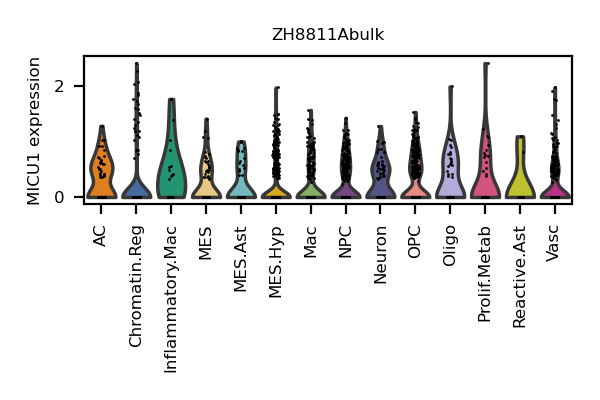 ZH8811Abulk
MICU1 expression
2
0
AC
Chromatin.Reg
Inflammatory.Mac
MES
MES.Ast
MES.Hyp
Mac
NPC
Neuron
OPC
Oligo
Prolif.Metab
Reactive.Ast
Vasc